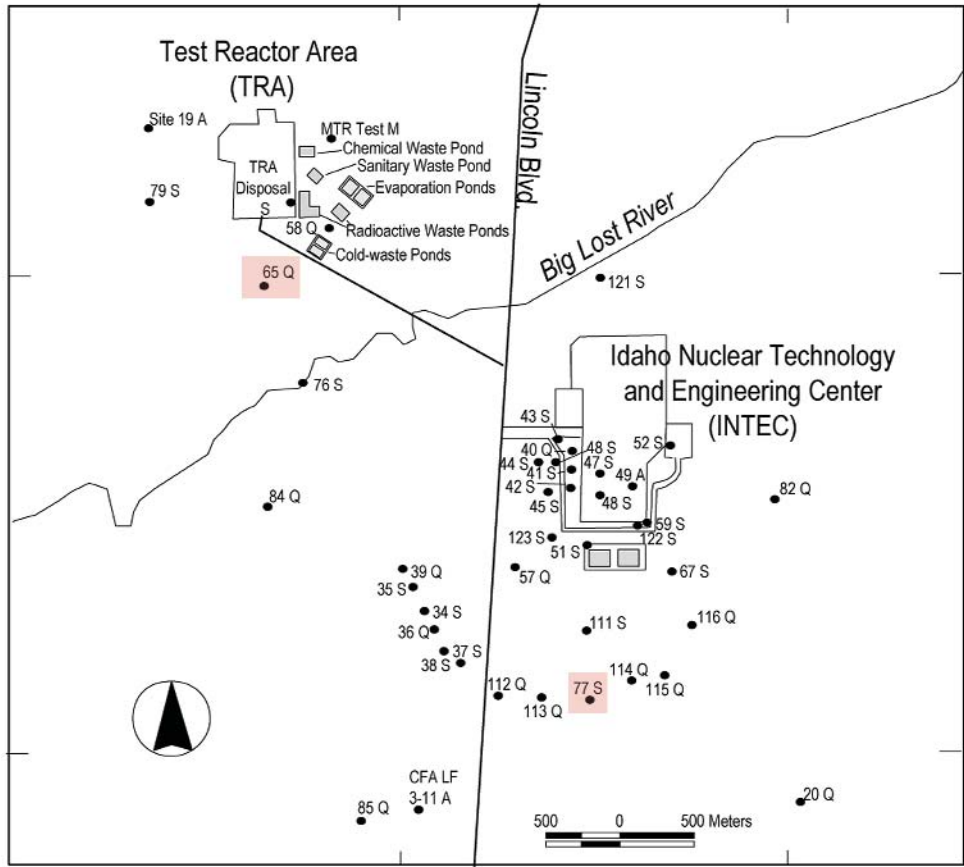 Test Reactor Area
(TRA)
Lincoln Blvd.
Site 19 A
MTR Test M
Chemical Waste Pond
Sanitary Waste Pond
TRA
Disposal
S
Evaporation Ponds
79 S
58 Q
Radioactive Waste Ponds
Cold-waste Ponds
Big Lost River
65 Q
121 S
Idaho Nuclear Technology
and Engineering Center
(INTEC)
76 S
43 S
40 Q
48 S
52 S
44 S
41 S
47 S
49 A
42 S
48 S
45 S
84 Q
82 Q
59 S
122 S
123 S
51 S
57 Q
67 S
39 Q
35 S
34 S
36 Q
111 S
116 Q
37 S
38 S
114 Q
115 Q
112 Q
113 Q
77 S
CFA LF
3-11 A
85 Q
20 Q
500 0 500 Meters